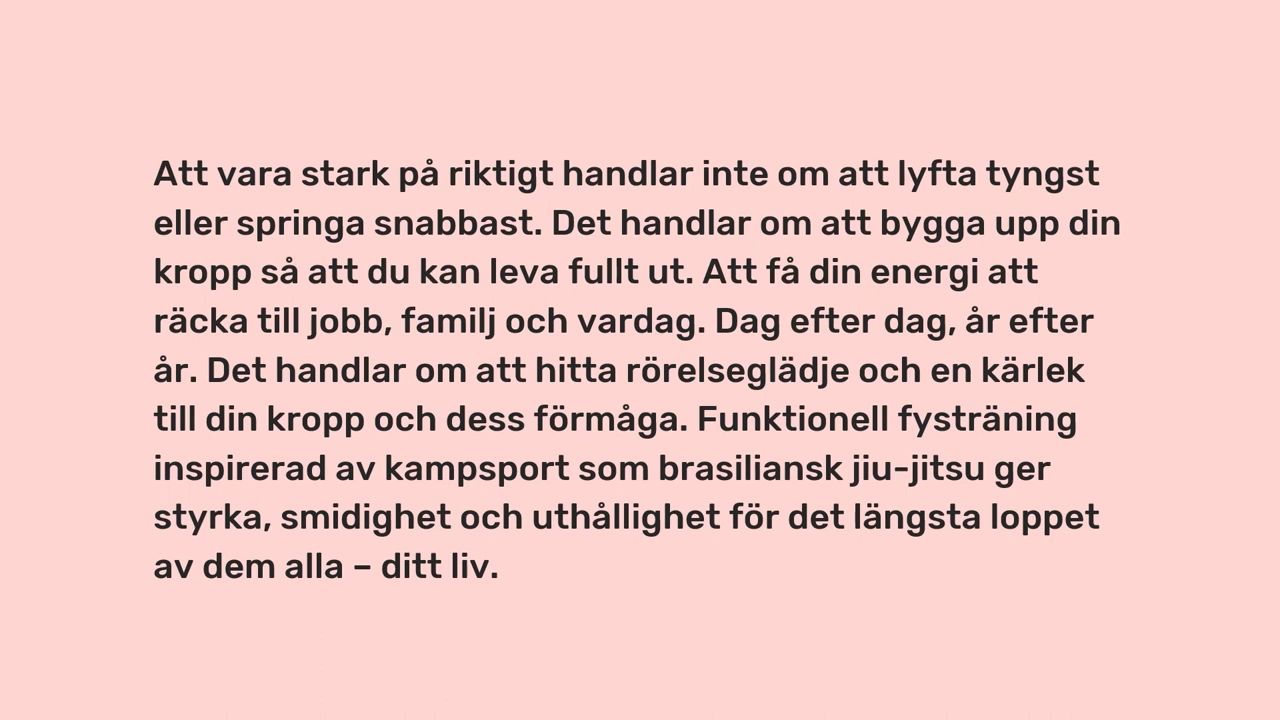 Att vara stark på riktigt handlar inte om att lyfta tyngst
eller springa snabbast. Det handlar om att bygga upp din
kropp så att du kan leva fullt ut. Att få din energi att
räcka till jobb, familj och vardag. Dag efter dag, år efter
år. Det handlar om att hitta rörelseglädje och en kärlek
till din kropp och dess förmåga. Funktionell fysträning
inspirerad av kampsport som brasiliansk jiu-jitsu ger
styrka, smidighet och uthållighet för det längsta loppet
av dem alla – ditt liv.